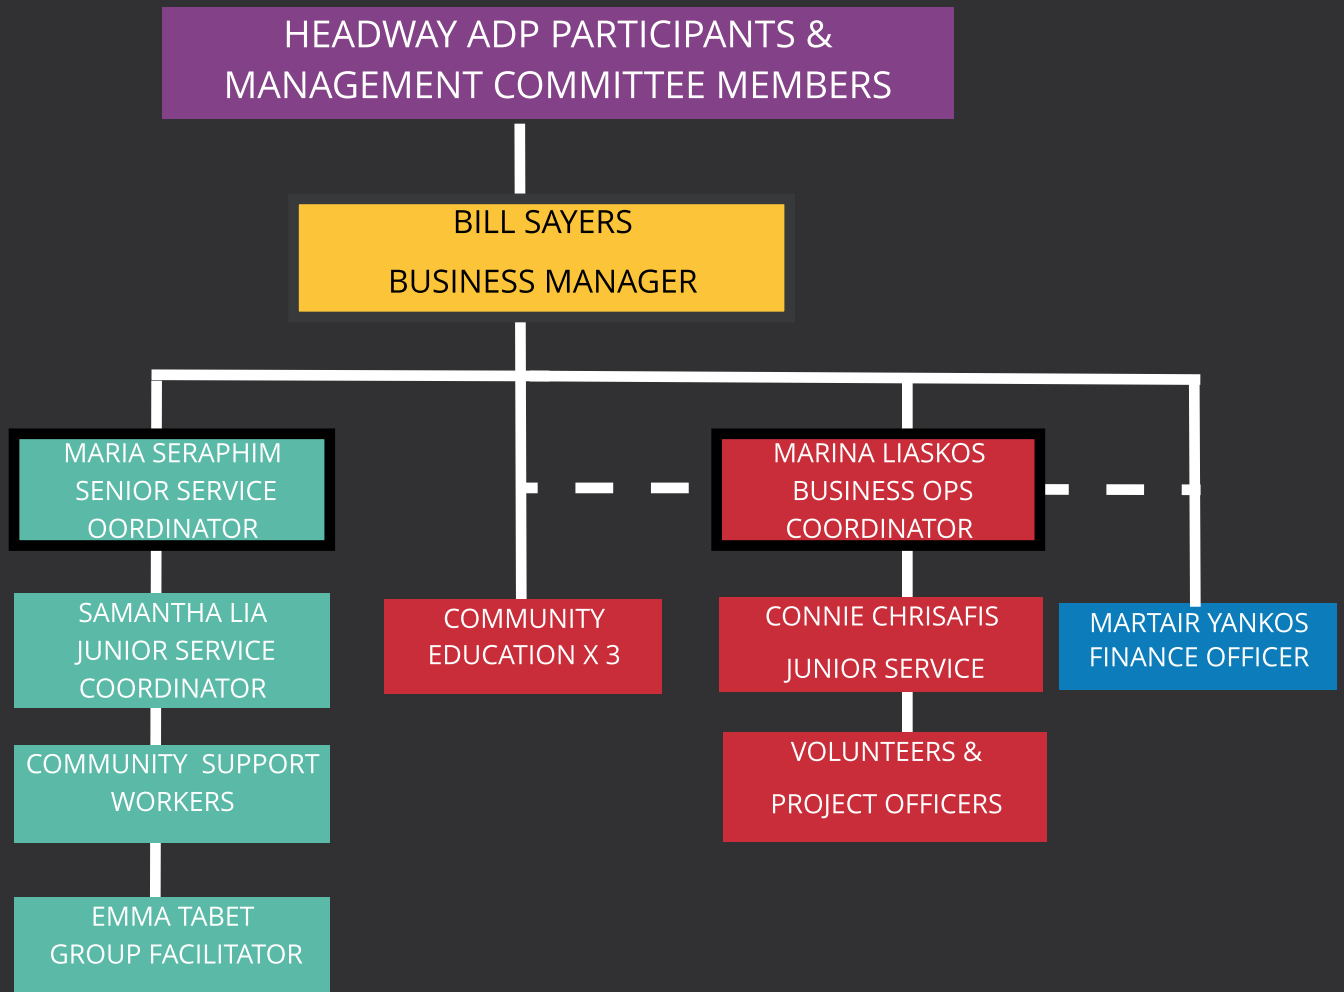 HEADWAY ADP PARTICIPANTS &
MANAGEMENT COMMITTEE MEMBERS
BILL SAYERS
BUSINESS MANAGER
MARIA SERAPHIM
SENIOR SERVICE
OORDINATOR
MARINA LIASKOS
BUSINESS OPS
COORDINATOR
SAMANTHA LIA
JUNIOR SERVICE
COORDINATOR
COMMUNITY
EDUCATION X 3
CONNIE CHRISAFIS
JUNIOR SERVICE
MARTAIR YANKOS
FINANCE OFFICER
COMMUNITY  SUPPORT
WORKERS
VOLUNTEERS &
PROJECT OFFICERS
EMMA TABET
GROUP FACILITATOR